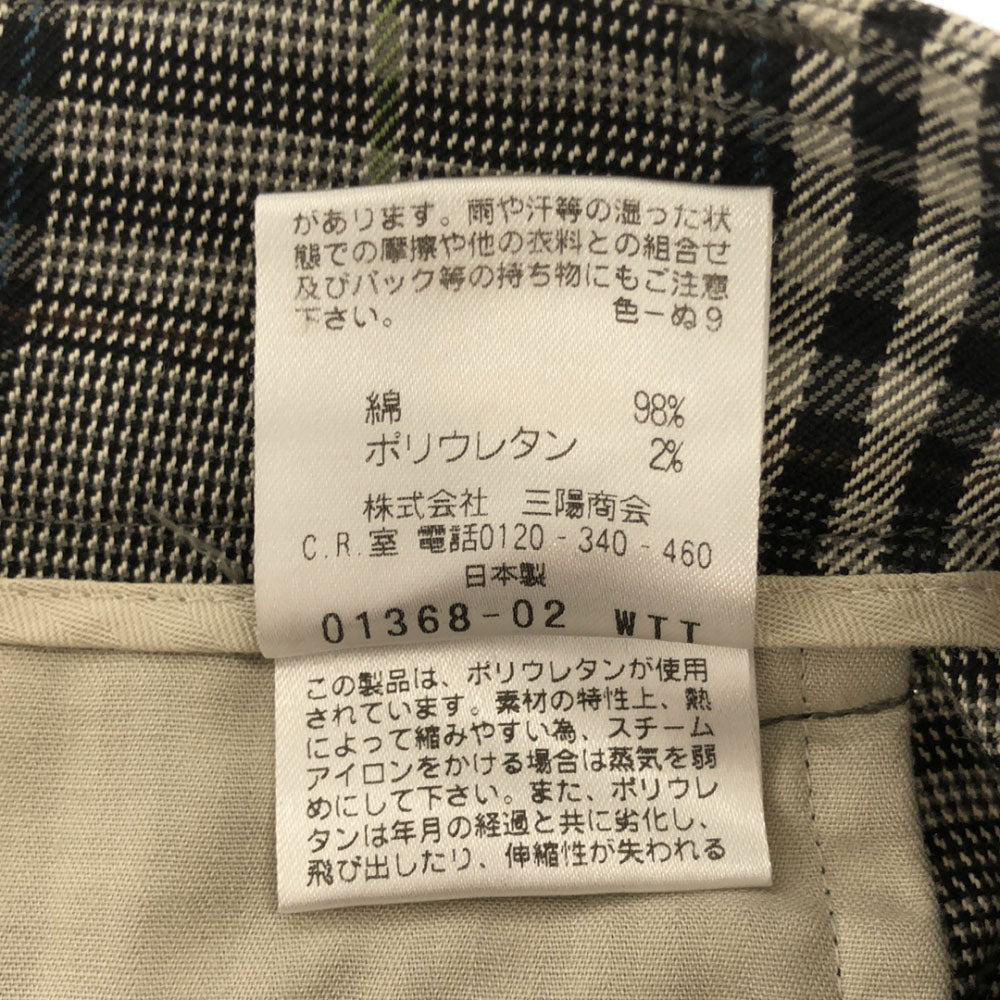 があります。雨や汗等の湿った状
態での摩擦や他の衣料との組合せ
及びバック等の持ち物にもご注意
下さい。 色ーぬ9
綿 98%
ポリウレタン 2%
株式会社 三陽商会
C.R.室 電話0120-340-460
日本製
01368-02 WTT
この製品は、ポリウレタンが使用
されています。素材の特性上、熱
によって縮みやすい為、スチーム
アイロンをかける場合は蒸気を弱
めにして下さい。また、ポリウレ
タンは年月の経過と共に劣化し、
飛び出したり、伸縮性が失われる